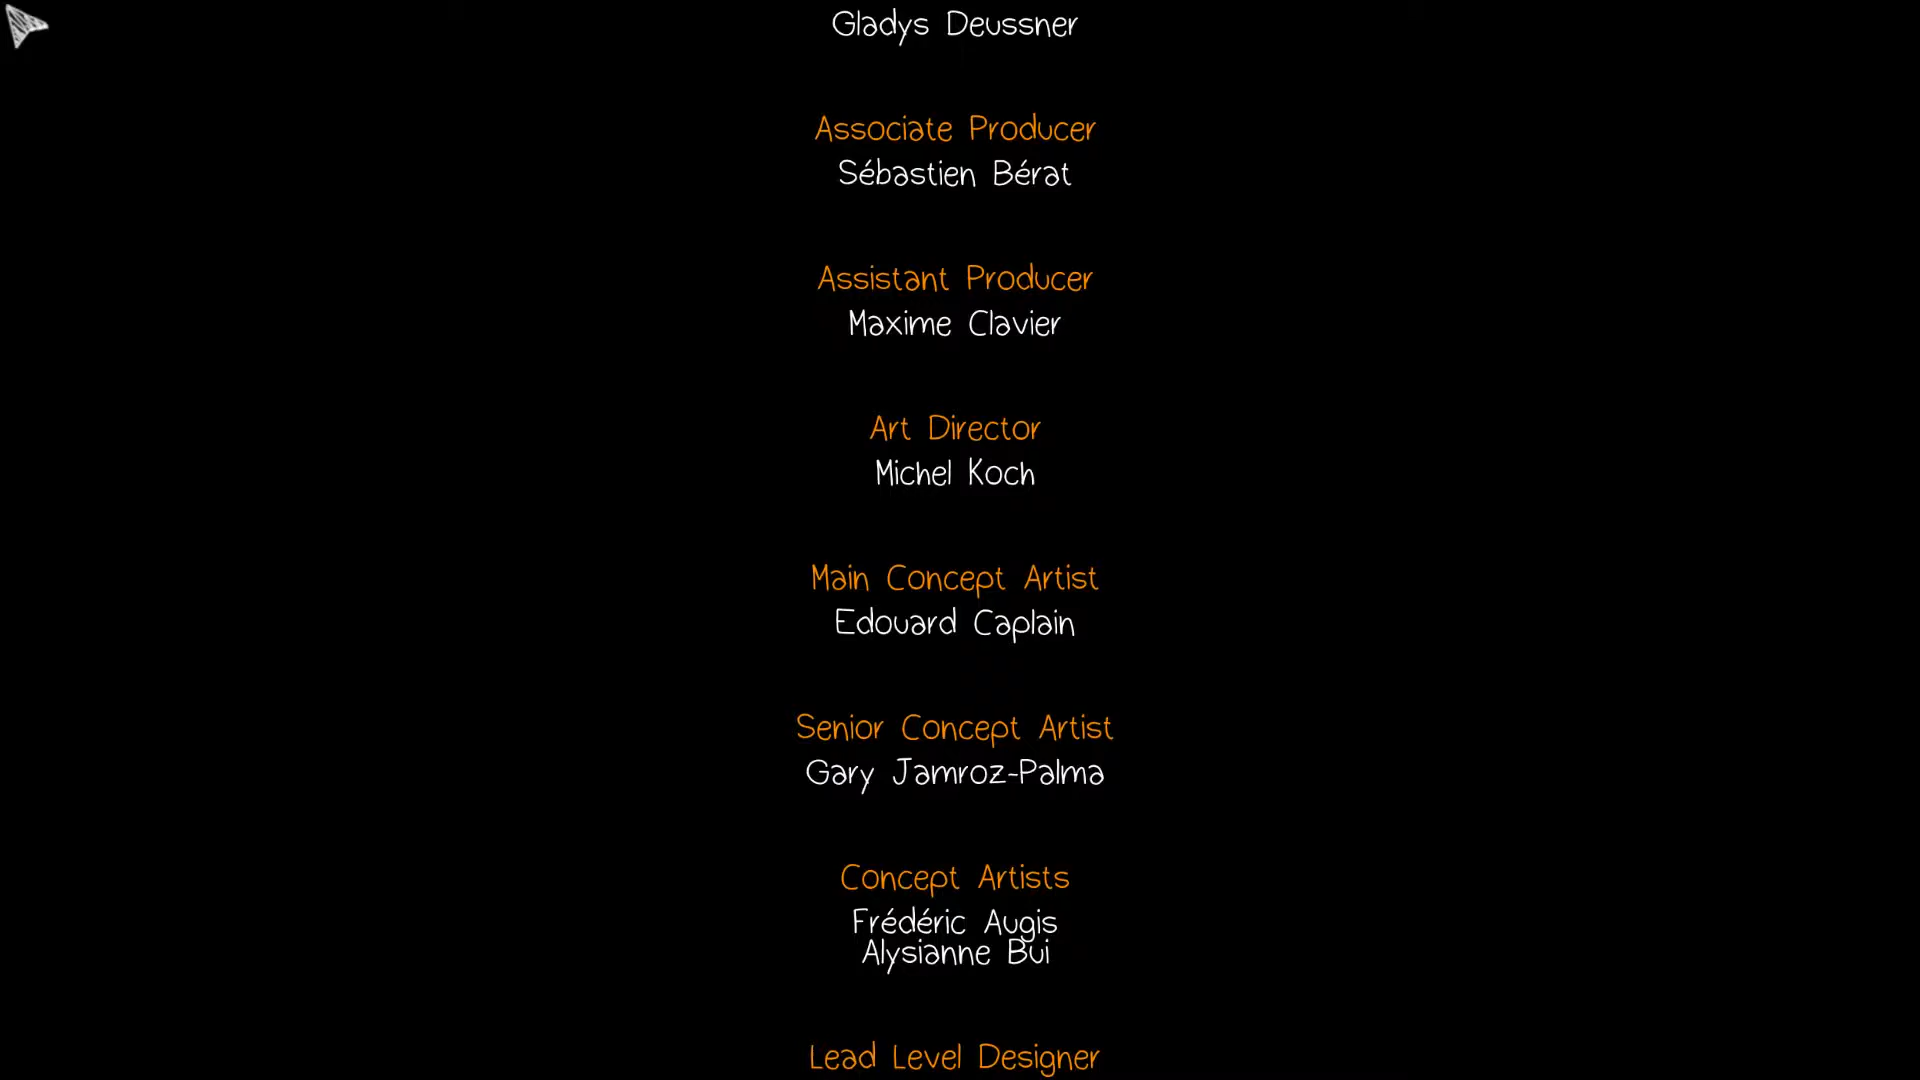 Gladys Deussner
Associate Producer
Sébastien Bérat
Assistant Producer
Maxime Clavier
Art Director
Michel Koch
Main Concept Artist
Edouard Caplain
Senior Concept Artist
Gary Jamroz-Palma
Concept Artists
Frédéric Augis
Alysianne Bui
Lead Level Designer